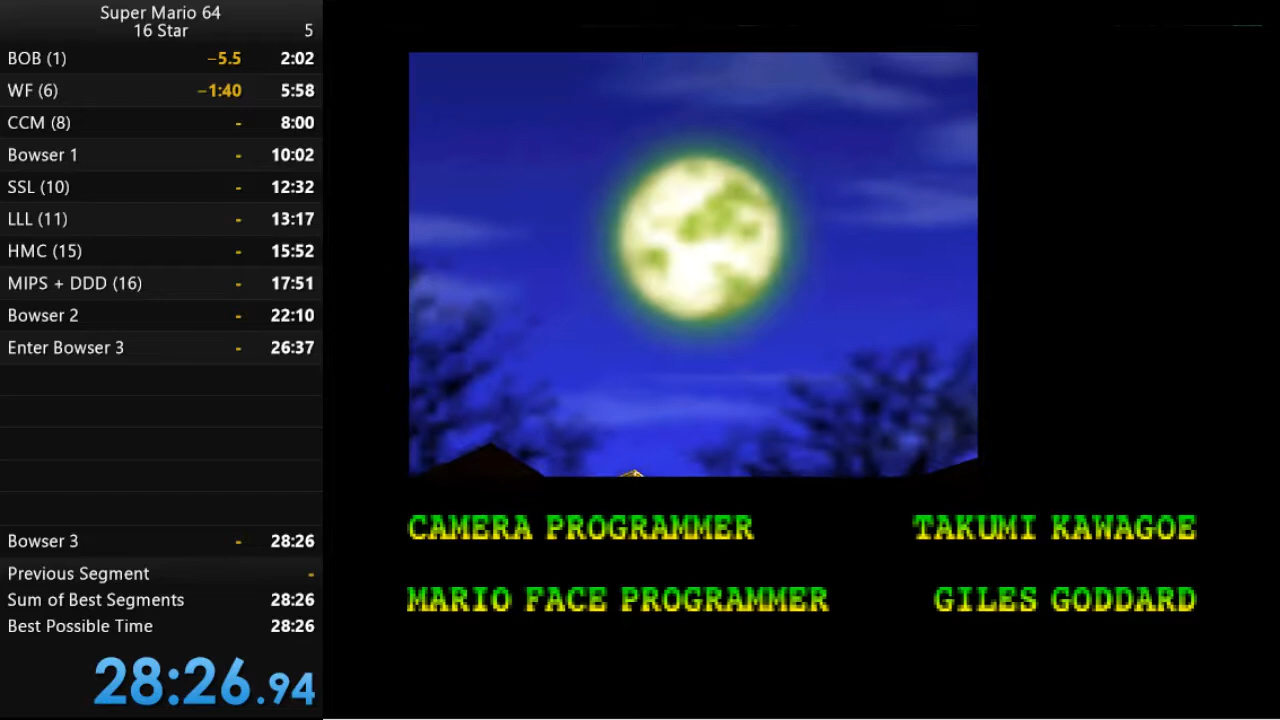 Super Mario 64
16 Star 5
BOB (1) −5.5 2:02
WF (6) −1:40 5:58
CCM (8) - 8:00
Bowser 1 - 10:02
SSL (10) - 12:32
LLL (11) - 13:17
HMC (15) - 15:52
MIPS + DDD (16) - 17:51
Bowser 2 - 22:10
Enter Bowser 3 - 26:37
Bowser 3 - 28:26
Previous Segment -
Sum of Best Segments 28:26
Best Possible Time 28:26
28:26.94
CAMERA PROGRAMMER TAKUMI KAWAGOE
MARIO FACE PROGRAMMER GILES GODDARD